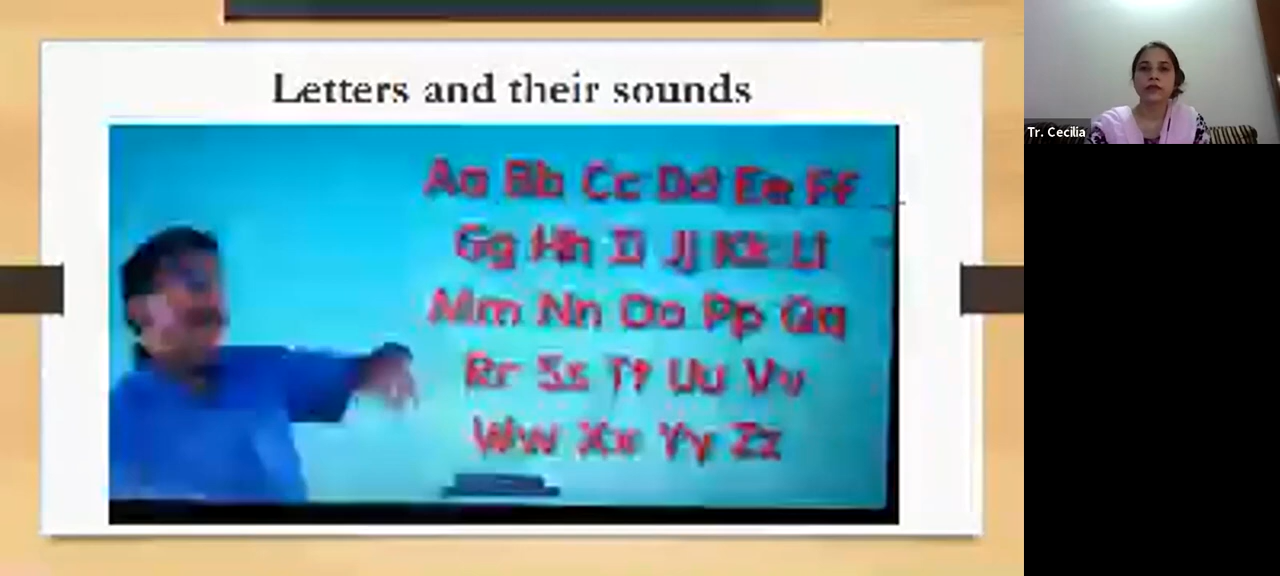 Letters and their sounds
Aa Bb Cc Dd Ee Ff
Gg Hh Ii Jj Kk Ll
Mm Nn Oo Pp Qq
Rr Ss Tt Uu Vv
Ww Xx Yy Zz
Tr. Cecilia